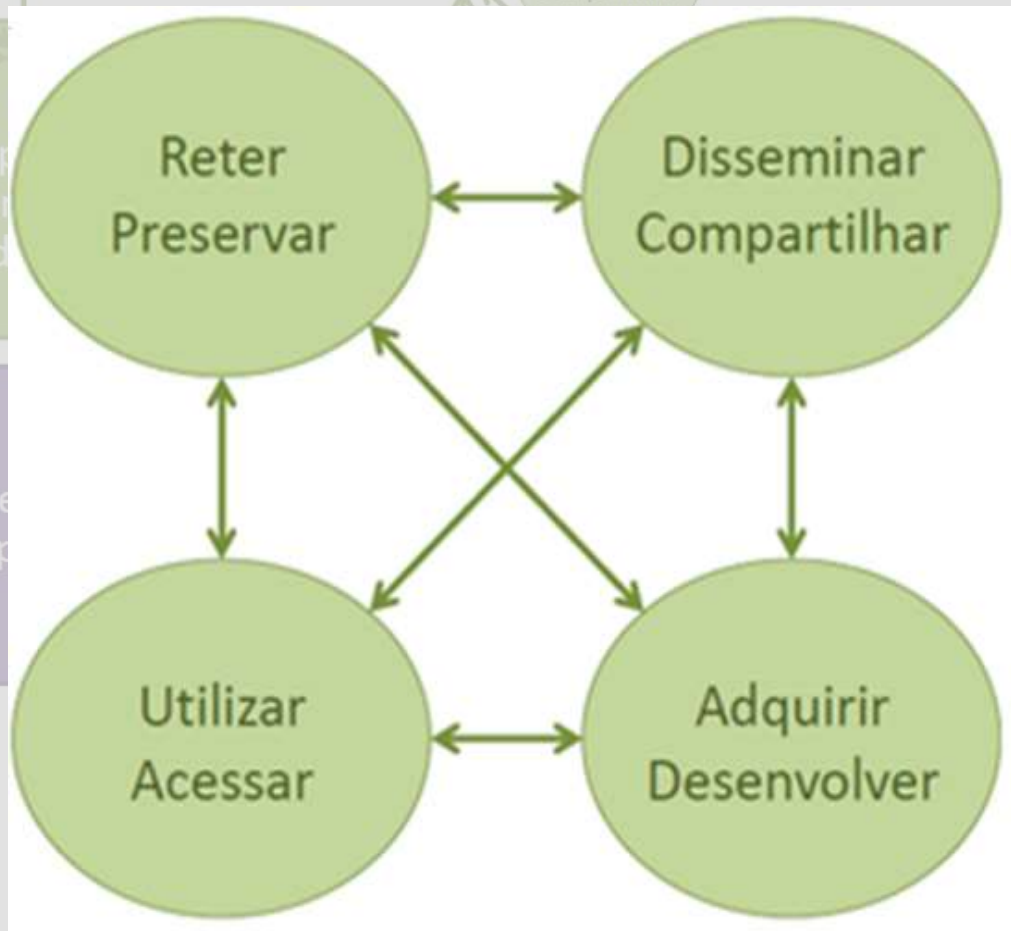 Reter
Preservar
Disseminar
Compartilhar
Utilizar
Acessar
Adquirir
Desenvolver